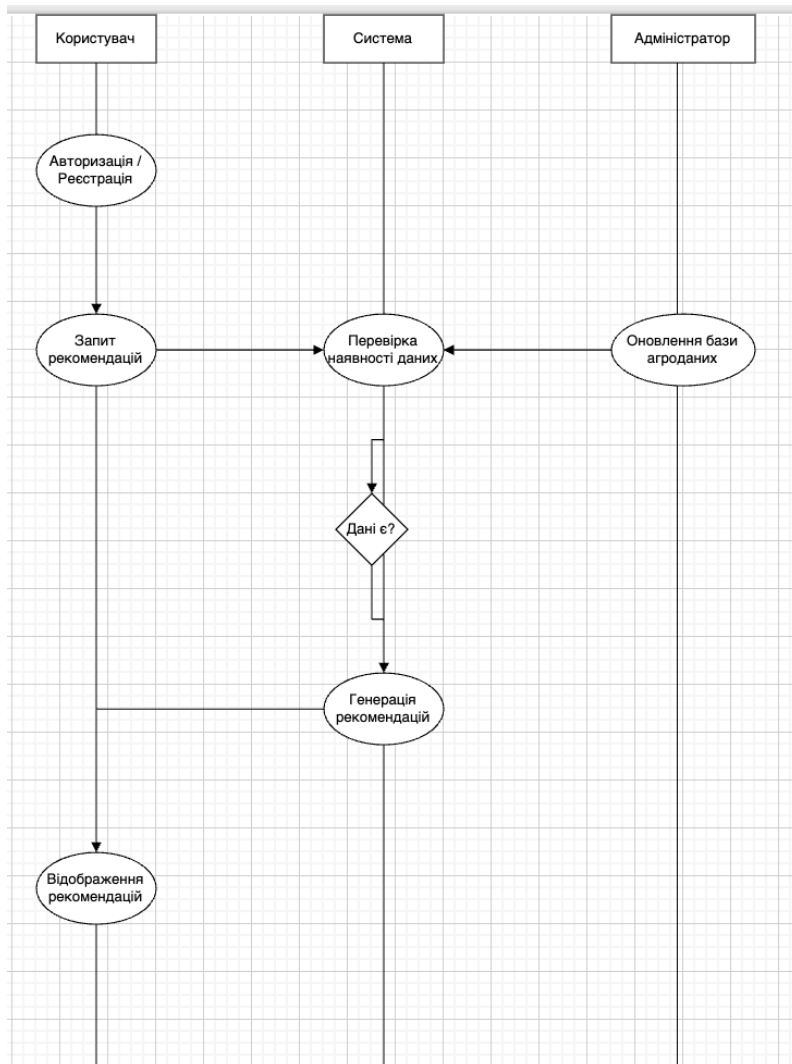 Користувач
Система
Адміністратор
Авторизація /
Реєстрація
Запит
рекомендацій
Перевірка
наявності даних
Оновлення бази
агроданих
Дані є?
Генерація
рекомендацій
Відображення
рекомендацій